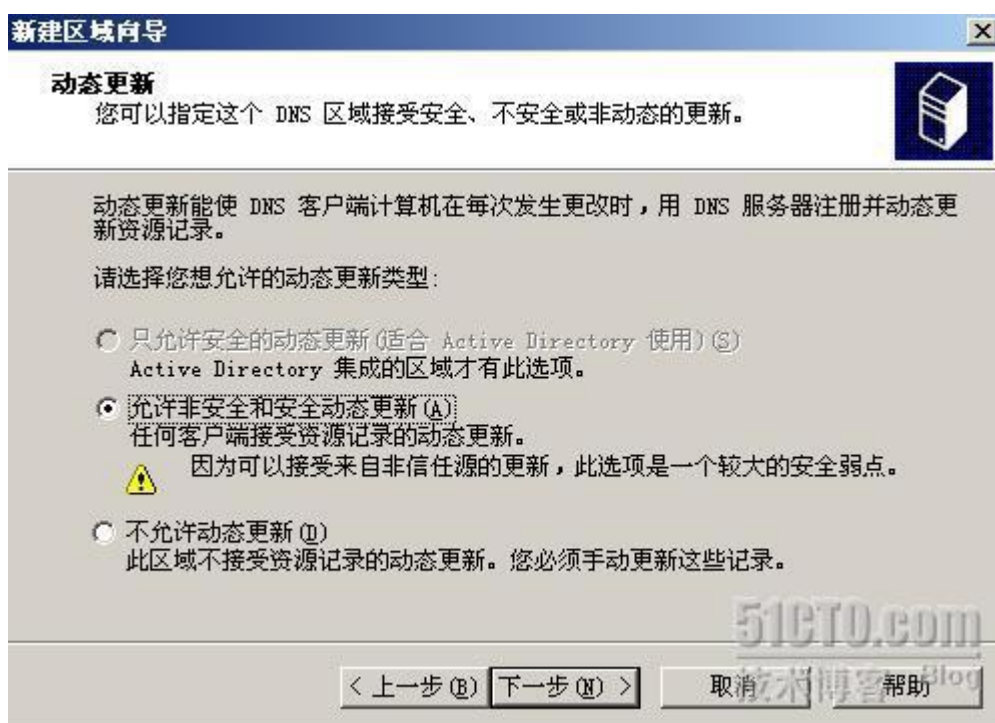 新建区域向导
动态更新
您可以指定这个 DNS 区域接受安全、不安全或非动态的更新。
动态更新能使 DNS 客户端计算机在每次发生更改时，用 DNS 服务器注册并动态更
新资源记录。
请选择您想允许的动态更新类型:
只允许安全的动态更新(适合 Active Directory 使用)(S)
Active Directory 集成的区域才有此选项。
允许非安全和安全动态更新(A)
任何客户端接受资源记录的动态更新。
因为可以接受来自非信任源的更新，此选项是一个较大的安全弱点。
不允许动态更新(D)
此区域不接受资源记录的动态更新。您必须手动更新这些记录。
51CTO.com
技术博客 Blog
< 上一步(B) 下一步(N) > 取消 帮助